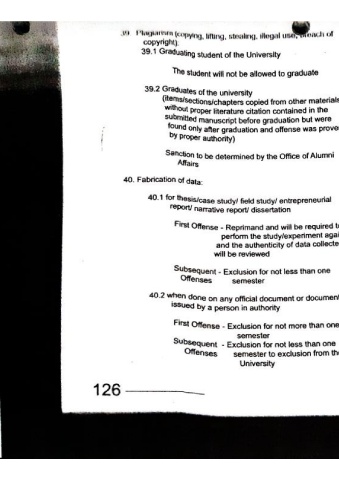 39 Plagiarism (copying, lifting, stealing, illegal use, breach of
copyright).
39.1 Graduating student of the University
The student will not be allowed to graduate
39.2 Graduates of the university
(items/sections/chapters copied from other materials
without proper literature citation contained in the
submitted manuscript before graduation but were
found only after graduation and offense was prove
by proper authority)
Sanction to be determined by the Office of Alumni
Affairs
40. Fabrication of data:
40.1 for thesis/case study/ field study/ entrepreneurial
report/ narrative report/ dissertation
First Offense - Reprimand and will be required t
perform the study/experiment agai
and the authenticity of data collecte
will be reviewed
Subsequent - Exclusion for not less than one
Offenses semester
40.2 when done on any official document or document
issued by a person in authority
First Offense - Exclusion for not more than one
semester
Subsequent - Exclusion for not less than one
Offenses semester to exclusion from th
University
126